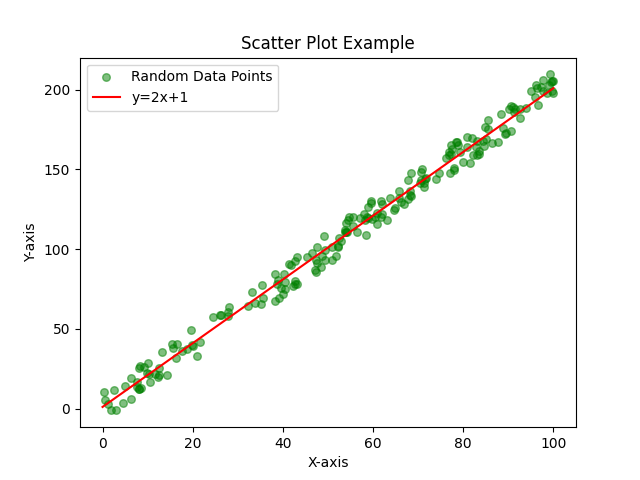 Scatter Plot Example
Random Data Points
y=2x+1
200
150
100
50
0
Y-axis
0 20 40 60 80 100
X-axis